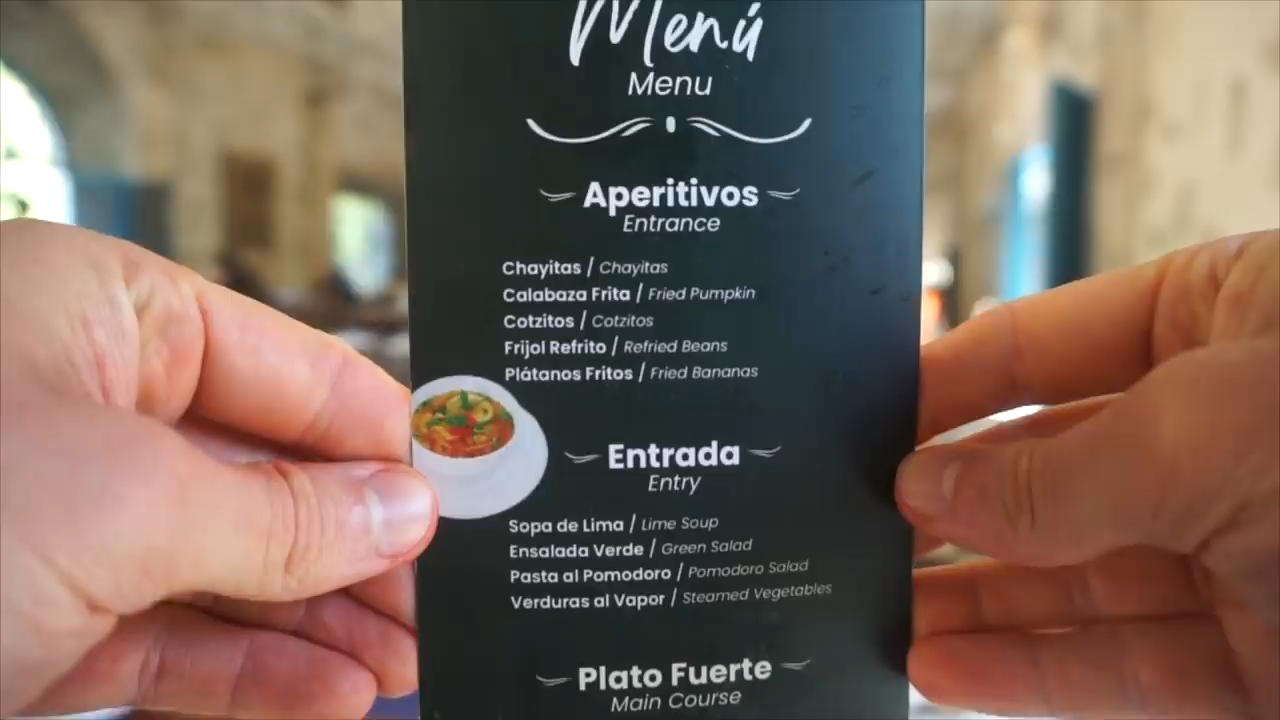 Menú
Menu
Aperitivos
Entrance
Chayitas / Chayitas
Calabaza Frita / Fried Pumpkin
Cotzitos / Cotzitos
Frijol Refrito / Refried Beans
Plátanos Fritos / Fried Bananas
Entrada
Entry
Sopa de Lima / Lime Soup
Ensalada Verde / Green Salad
Pasta al Pomodoro / Pomodoro Salad
Verduras al Vapor / Steamed Vegetables
Plato Fuerte
Main Course